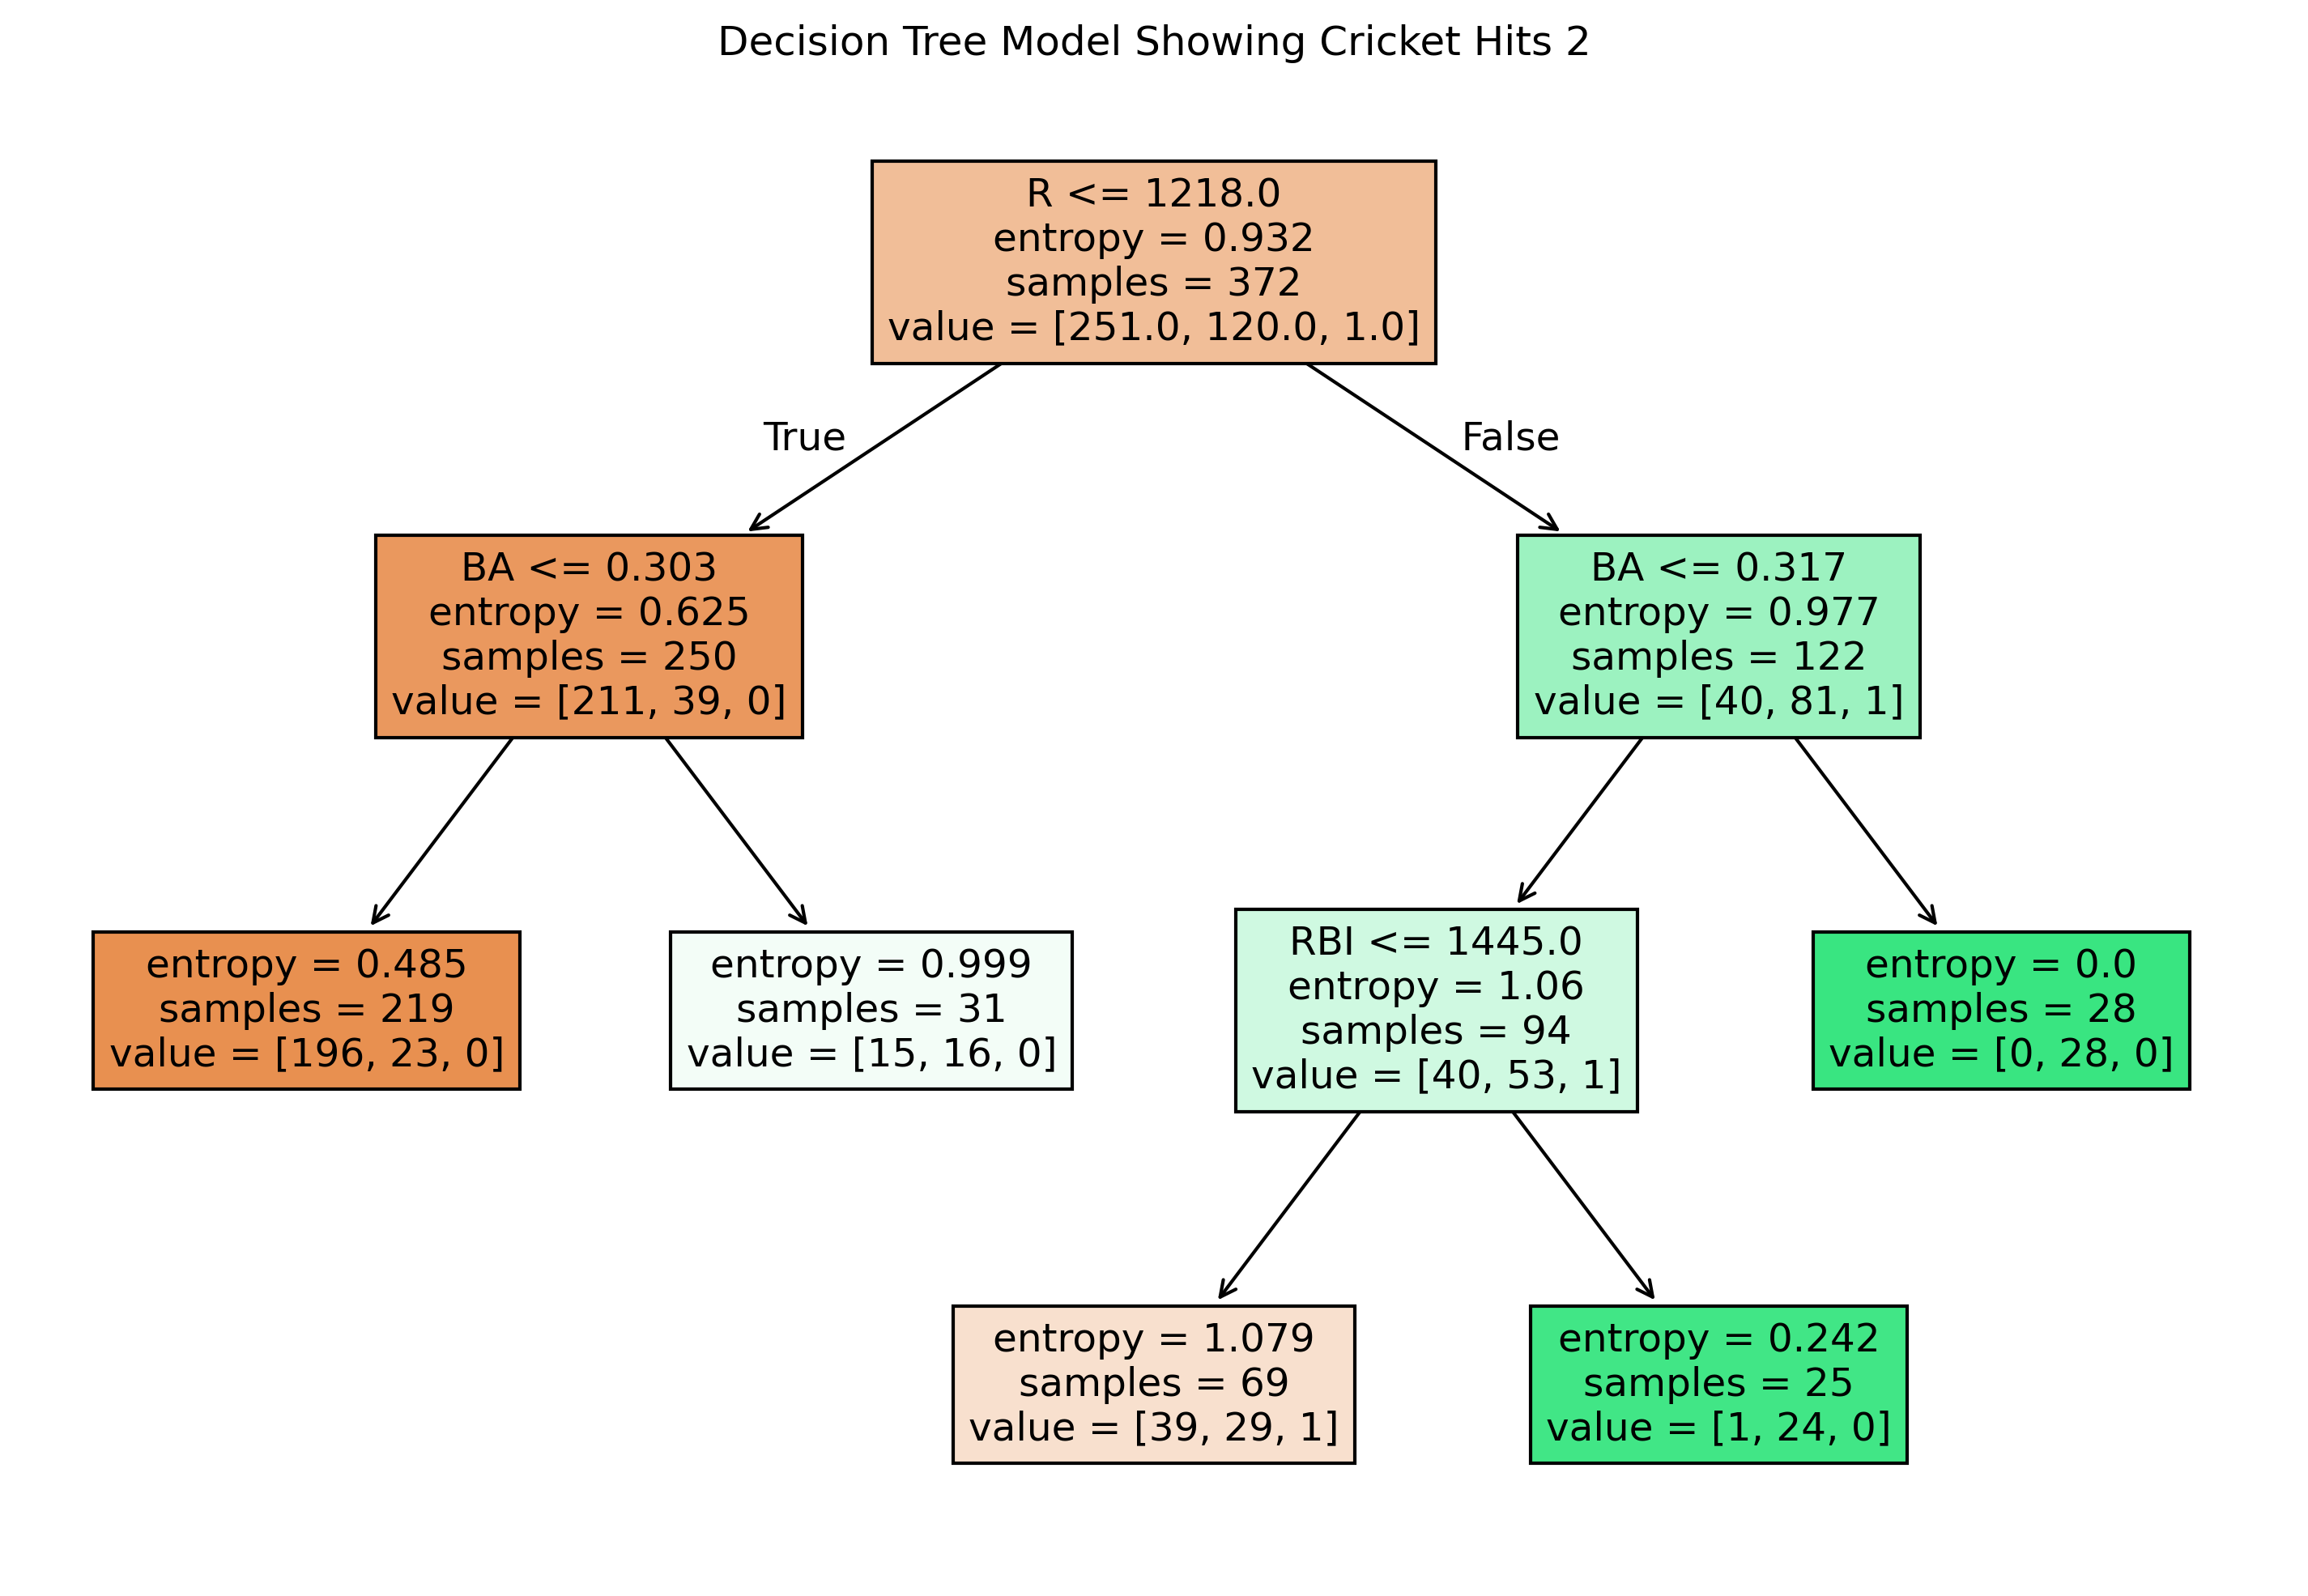 Decision Tree Model Showing Cricket Hits 2
R <= 1218.0
entropy = 0.932
samples = 372
value = [251.0, 120.0, 1.0]
True
False
BA <= 0.303
entropy = 0.625
samples = 250
value = [211, 39, 0]
BA <= 0.317
entropy = 0.977
samples = 122
value = [40, 81, 1]
entropy = 0.485
samples = 219
value = [196, 23, 0]
entropy = 0.999
samples = 31
value = [15, 16, 0]
RBI <= 1445.0
entropy = 1.06
samples = 94
value = [40, 53, 1]
entropy = 0.0
samples = 28
value = [0, 28, 0]
entropy = 1.079
samples = 69
value = [39, 29, 1]
entropy = 0.242
samples = 25
value = [1, 24, 0]